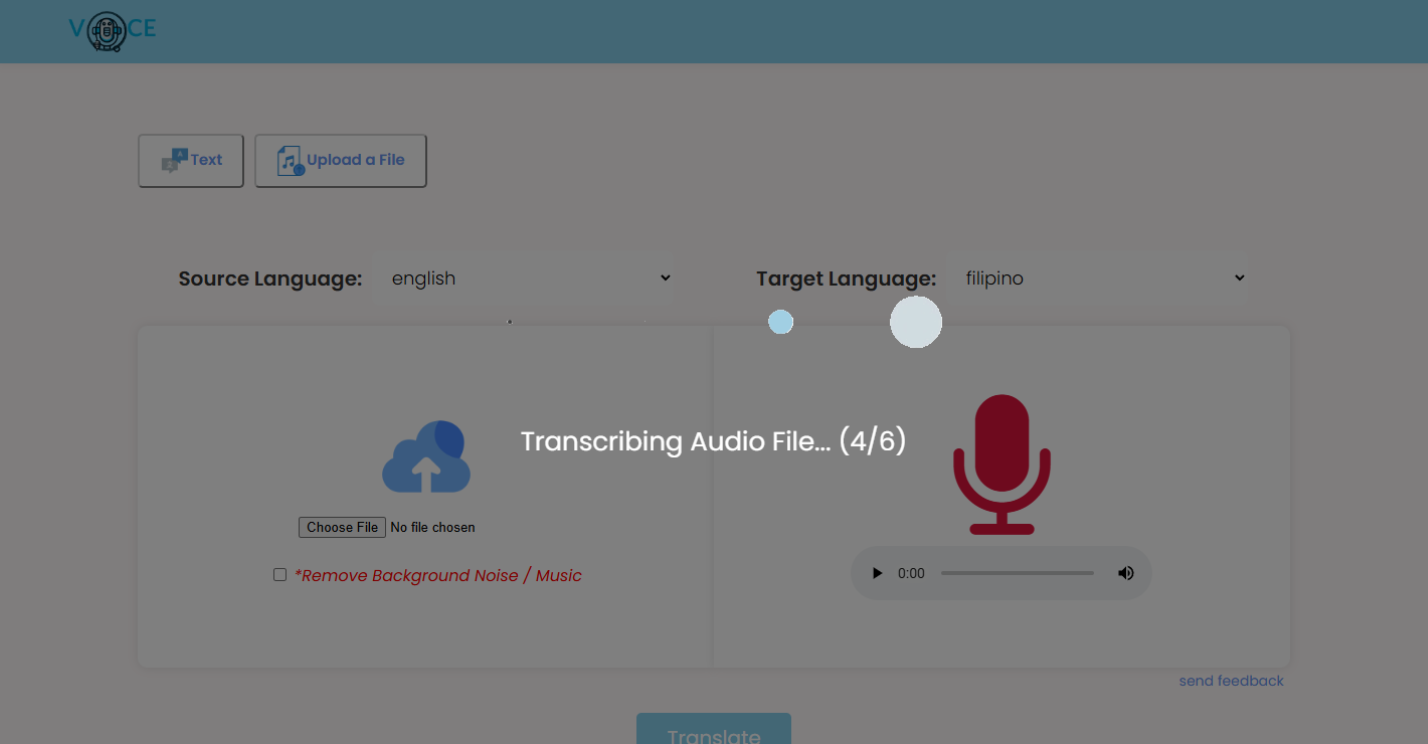 VOICE
Text
Upload a File
Source Language: english
Target Language: filipino
Transcribing Audio File... (4/6)
Choose File No file chosen
*Remove Background Noise / Music
0:00
send feedback
Translate